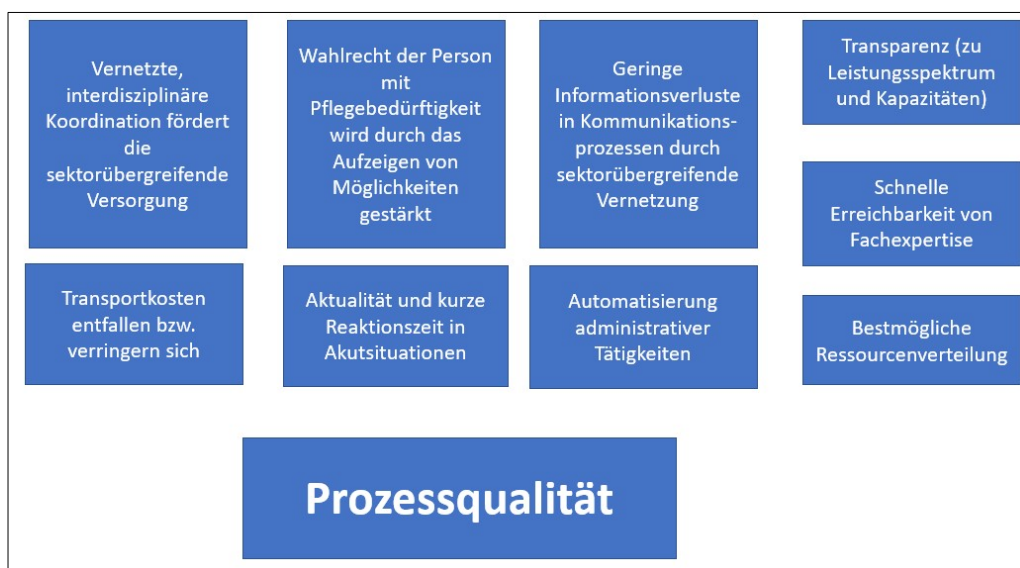 Vernetzte,
interdisziplinäre
Koordination fördert
die
sektorübergreifende
Versorgung
Wahlrecht der Person
mit
Pflegebedürftigkeit
wird durch das
Aufzeigen von
Möglichkeiten
gestärkt
Geringe
Informationsverluste
in Kommunikations-
prozessen durch
sektorübergreifende
Vernetzung
Transparenz (zu
Leistungsspektrum
und Kapazitäten)
Schnelle
Erreichbarkeit von
Fachexpertise
Transportkosten
entfallen bzw.
verringern sich
Aktualität und kurze
Reaktionszeit in
Akutsituationen
Automatisierung
administrativer
Tätigkeiten
Bestmögliche
Ressourcenverteilung
Prozessqualität